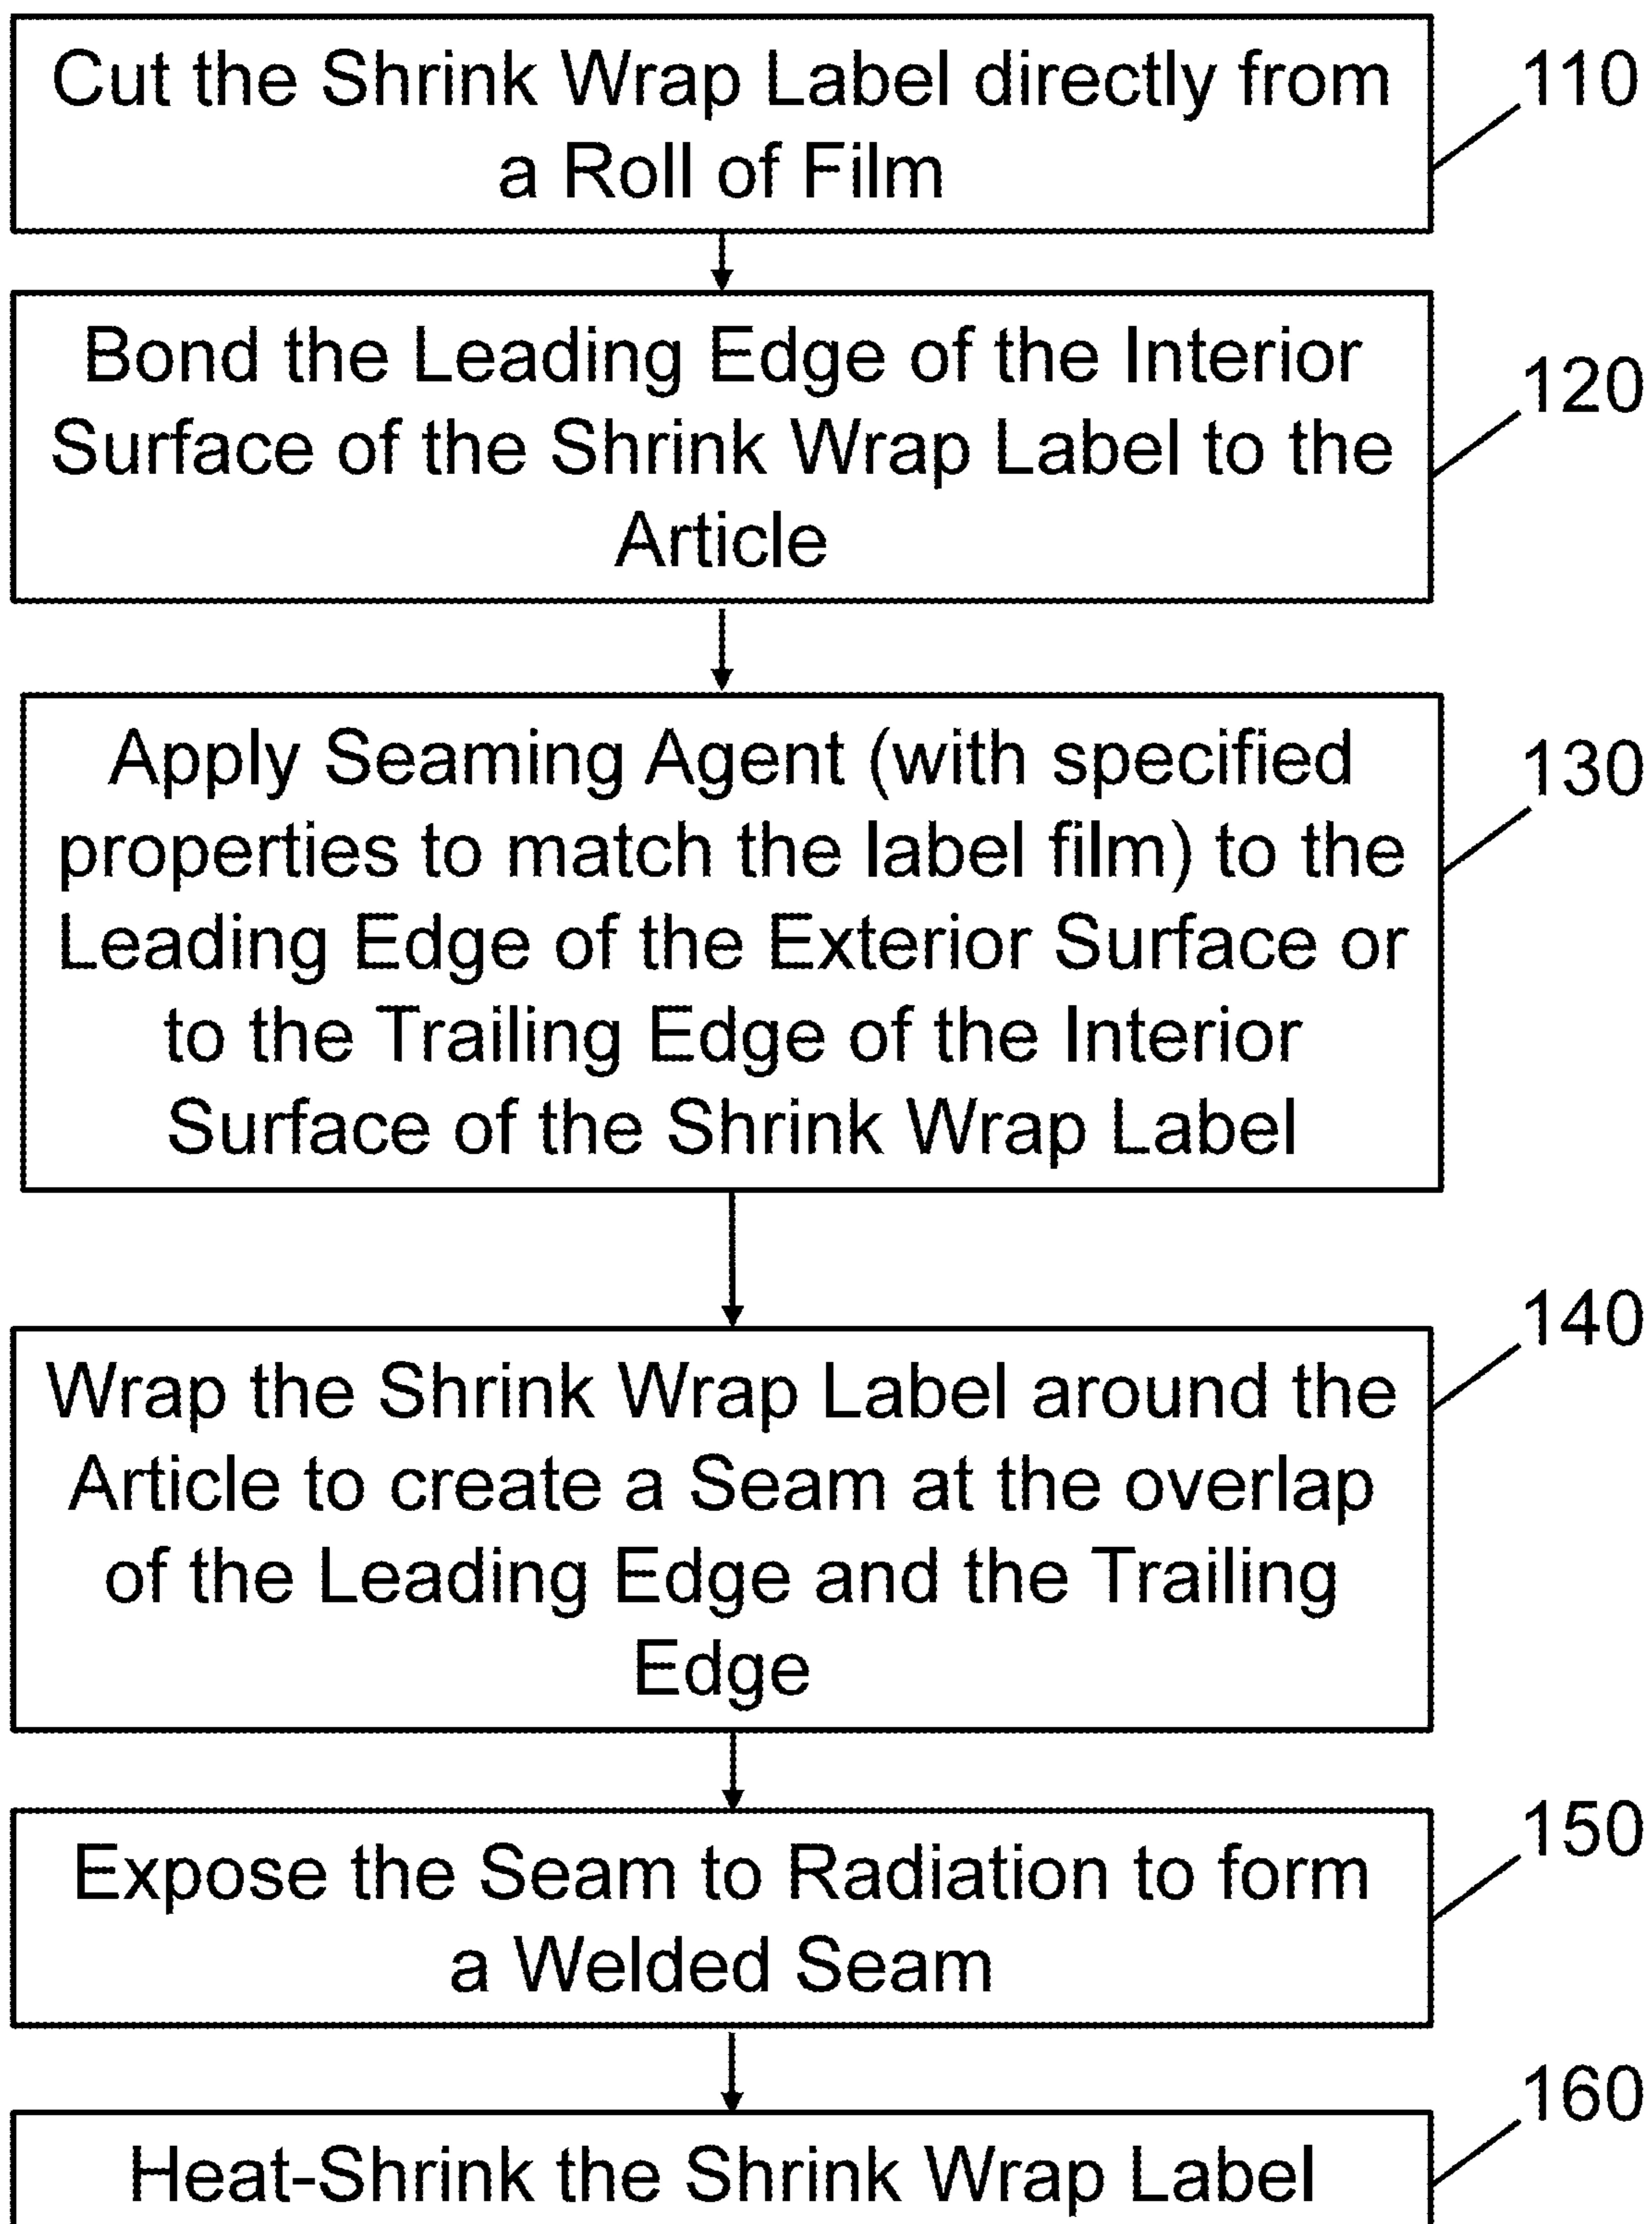 Cut the Shrink Wrap Label directly from
a Roll of Film
110
Bond the Leading Edge of the Interior
Surface of the Shrink Wrap Label to the
Article
120
Apply Seaming Agent (with specified
properties to match the label film) to the
Leading Edge of the Exterior Surface or
to the Trailing Edge of the Interior
Surface of the Shrink Wrap Label
130
Wrap the Shrink Wrap Label around the
Article to create a Seam at the overlap
of the Leading Edge and the Trailing
Edge
140
Expose the Seam to Radiation to form
a Welded Seam
150
Heat-Shrink the Shrink Wrap Label
160